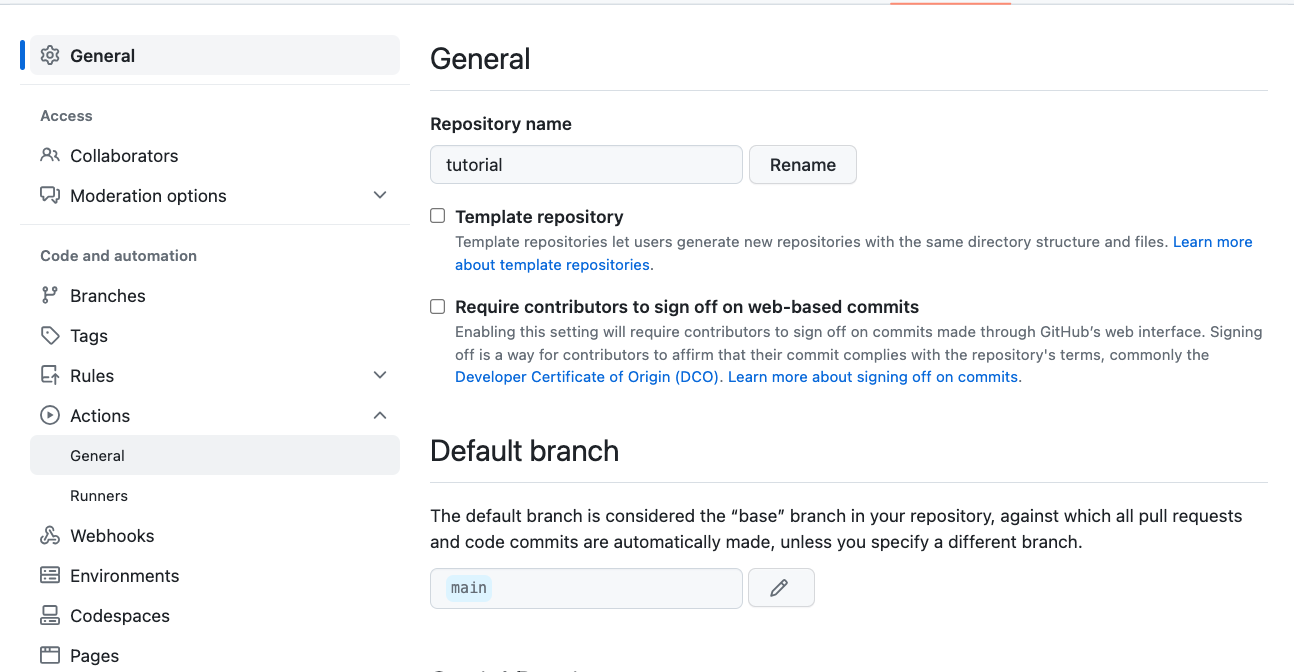 General
Access
Collaborators
Moderation options
Code and automation
Branches
Tags
Rules
Actions
General
Runners
Webhooks
Environments
Codespaces
Pages
General
Repository name
tutorial
Rename
Template repository
Template repositories let users generate new repositories with the same directory structure and files. Learn more
about template repositories.
Require contributors to sign off on web-based commits
Enabling this setting will require contributors to sign off on commits made through GitHub’s web interface. Signing
off is a way for contributors to affirm that their commit complies with the repository's terms, commonly the
Developer Certificate of Origin (DCO). Learn more about signing off on commits.
Default branch
The default branch is considered the “base” branch in your repository, against which all pull requests
and code commits are automatically made, unless you specify a different branch.
main